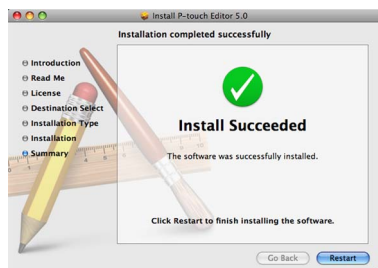 Install P-touch Editor 5.0
Installation completed successfully
Introduction
Read Me
License
Destination Select
Installation Type
Installation
Summary
Install Succeeded
The software was successfully installed.
Click Restart to finish installing the software.
Go Back
Restart